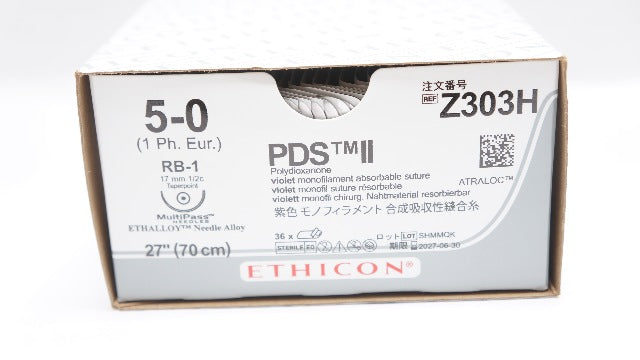 5-0
(1 Ph. Eur.)
RB-1
17 mm 1/2c
Taperpoint
MultiPass™
NEEDLES
ETHALLOY™ Needle Alloy
27" (70 cm)
注文番号
REF Z303H
PDS™II
Polydioxanone
violet monofilament absorbable suture
violet monofil suture résorbable
violett monofil chirurg. Nahtmaterial resorbierbar
紫色 モノフィラメント 合成吸収性縫合糸
ATRALOC™
36 x
ロット LOT SHMMQK
STERILE EO
期限 2027-06-30
ETHICON®